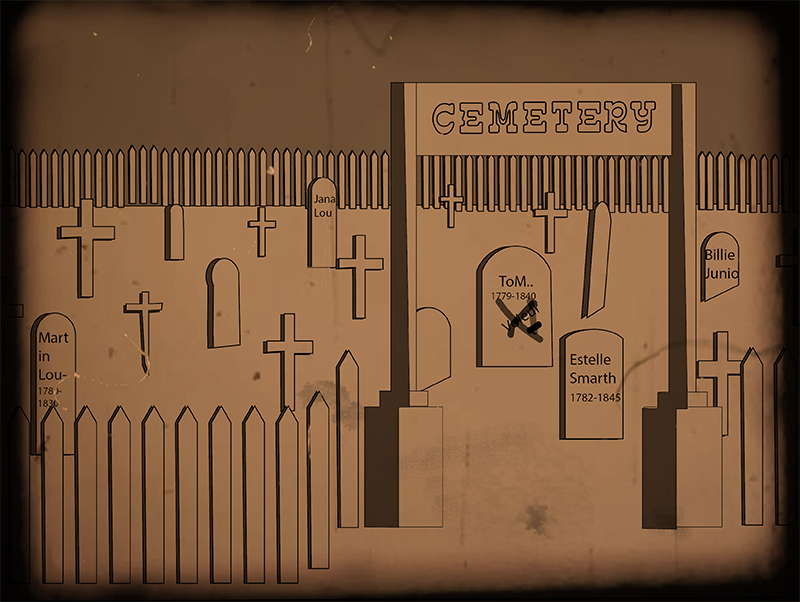 CEMETERY
Jana
Lou
Billie
Junio
ToM..
1779-1840
Mart
in
Lou-
Estelle
Smarth
1782-1845